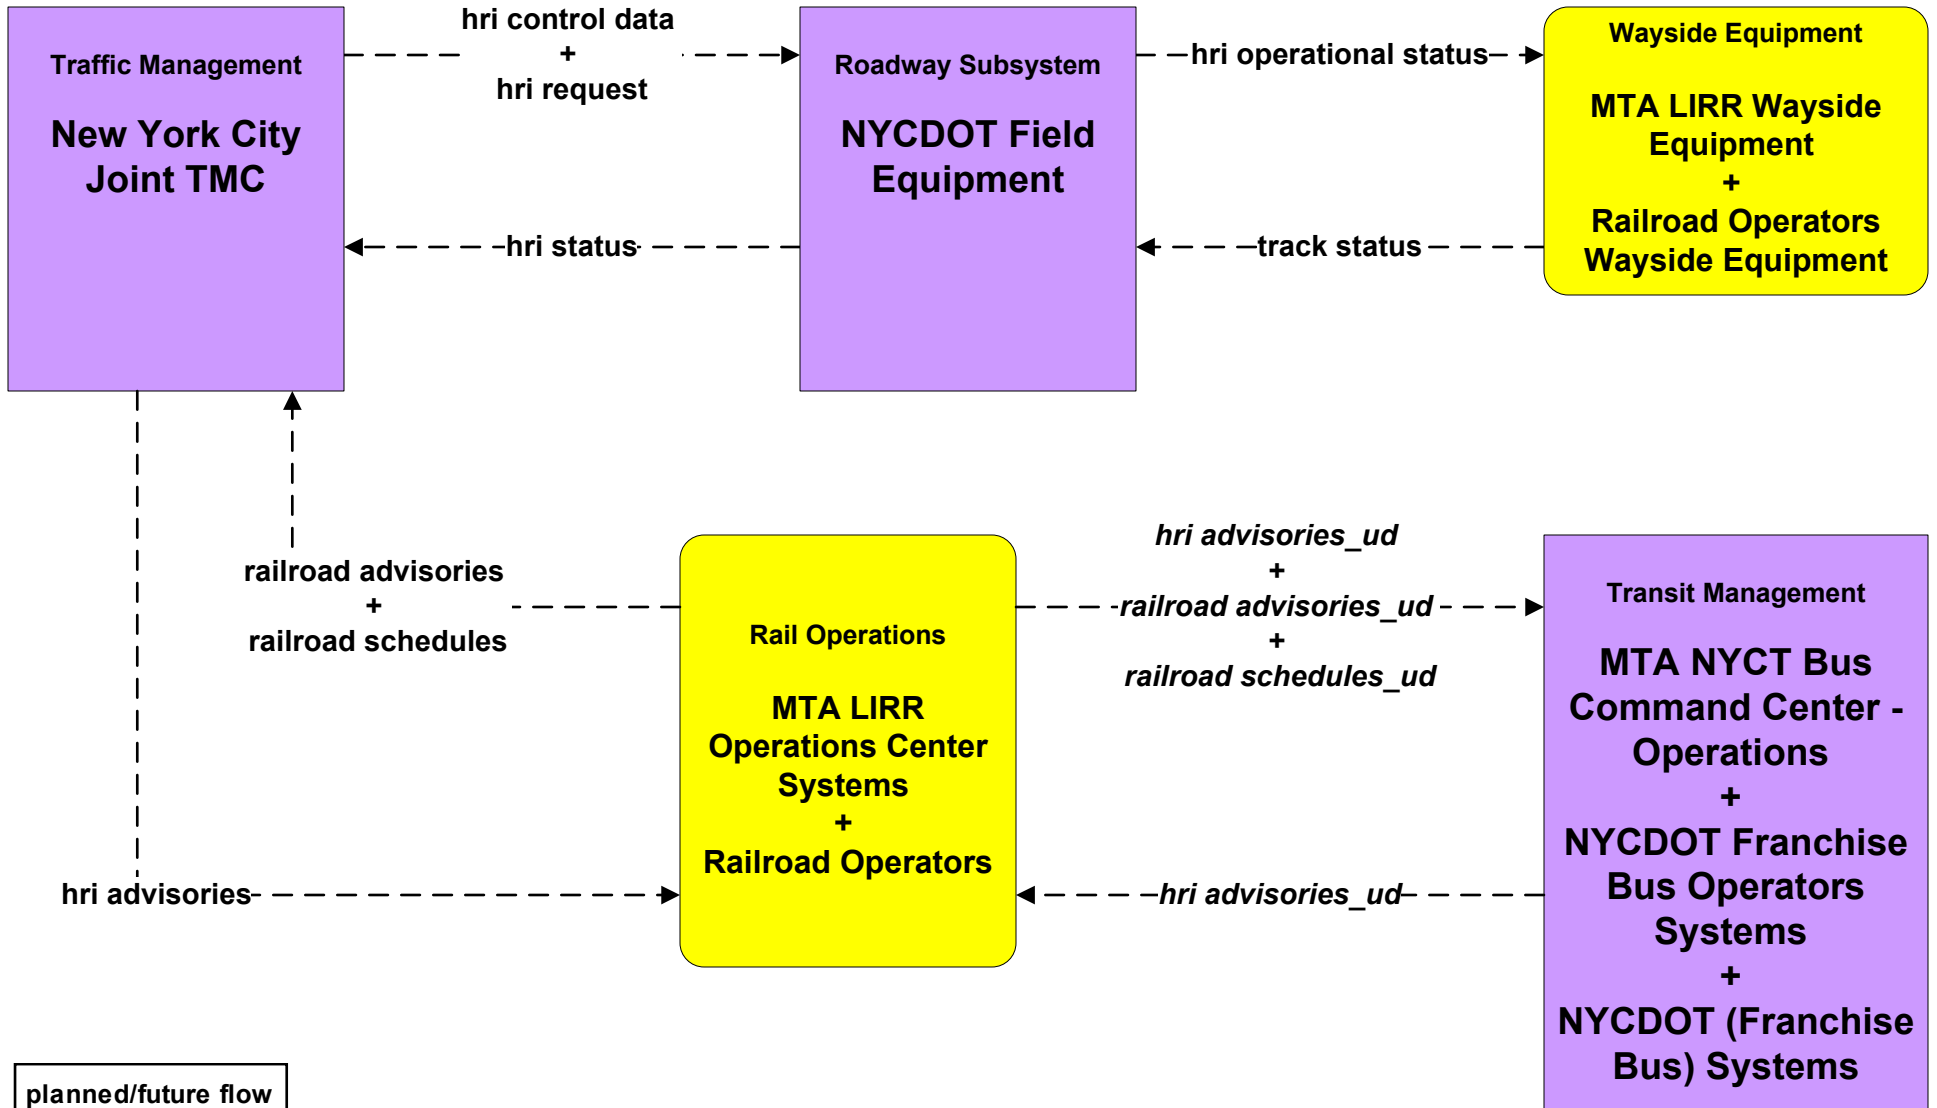 Traffic Management
New York City
Joint TMC
hri control data
+
hri request
Roadway Subsystem
NYCDOT Field
Equipment
hri operational status
Wayside Equipment
MTA LIRR Wayside
Equipment
+
Railroad Operators
Wayside Equipment
hri status
track status
railroad advisories
+
railroad schedules
Rail Operations
MTA LIRR
Operations Center
Systems
+
Railroad Operators
hri advisories_ud
+
railroad advisories_ud
+
railroad schedules_ud
Transit Management
MTA NYCT Bus
Command Center -
Operations
+
NYCDOT Franchise
Bus Operators
Systems
+
NYCDOT (Franchise
Bus) Systems
hri advisories
hri advisories_ud
planned/future flow